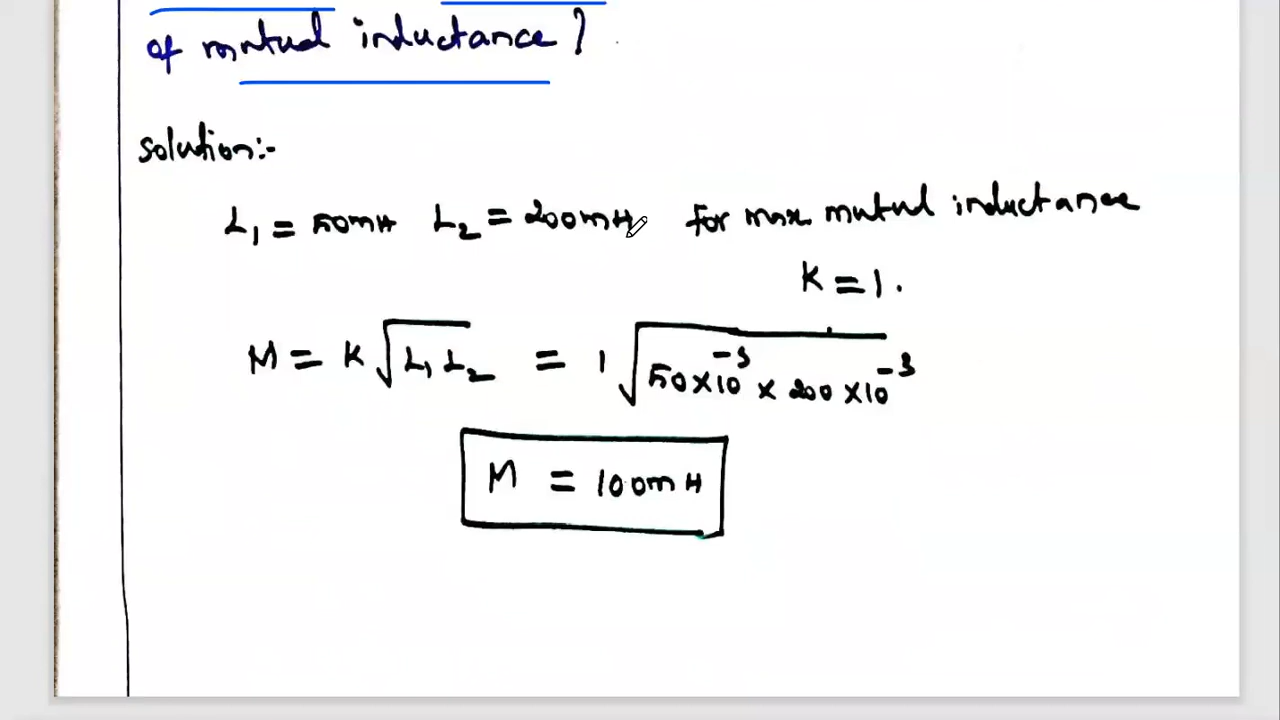 of mutual inductance?
Solution:-
L₁ = 50mH L₂ = 200mH for max mutual inductance
K = 1.
M = K√L₁L₂ = 1√50×10⁻³ × 200×10⁻³
M = 100mH